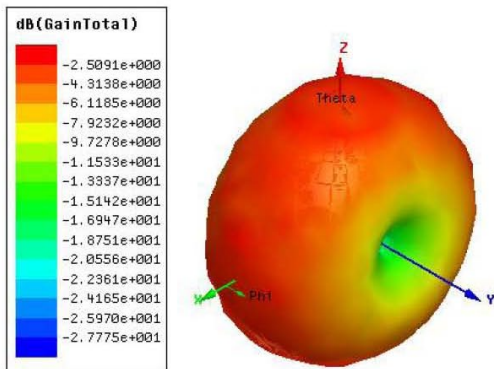 dB(GainTotal)
-2.5091e+000
-4.3138e+000
-6.1185e+000
-7.9232e+000
-9.7278e+000
-1.1533e+001
-1.3337e+001
-1.5142e+001
-1.6947e+001
-1.8751e+001
-2.0556e+001
-2.2361e+001
-2.4165e+001
-2.5970e+001
-2.7775e+001
Z
Theta
X
Phi
Y